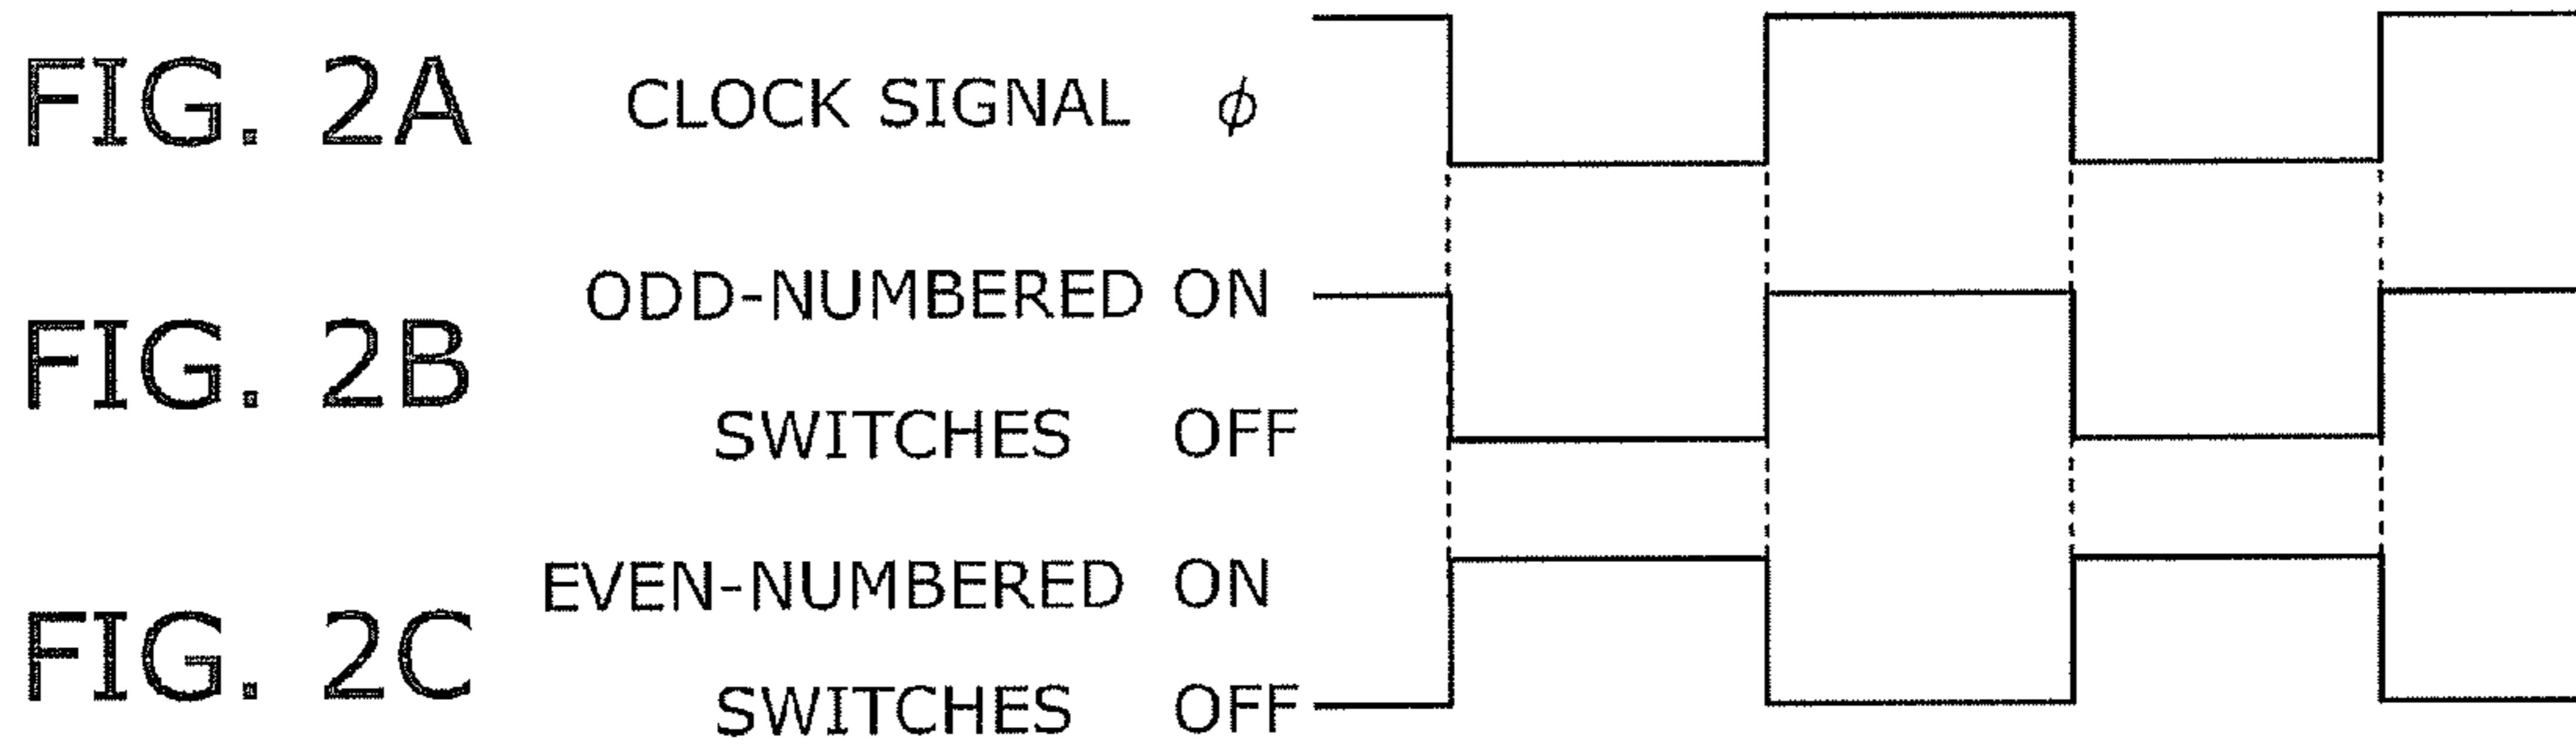 FIG. 2A CLOCK SIGNAL ϕ
ODD-NUMBERED ON
FIG. 2B
SWITCHES OFF
EVEN-NUMBERED ON
FIG. 2C
SWITCHES OFF